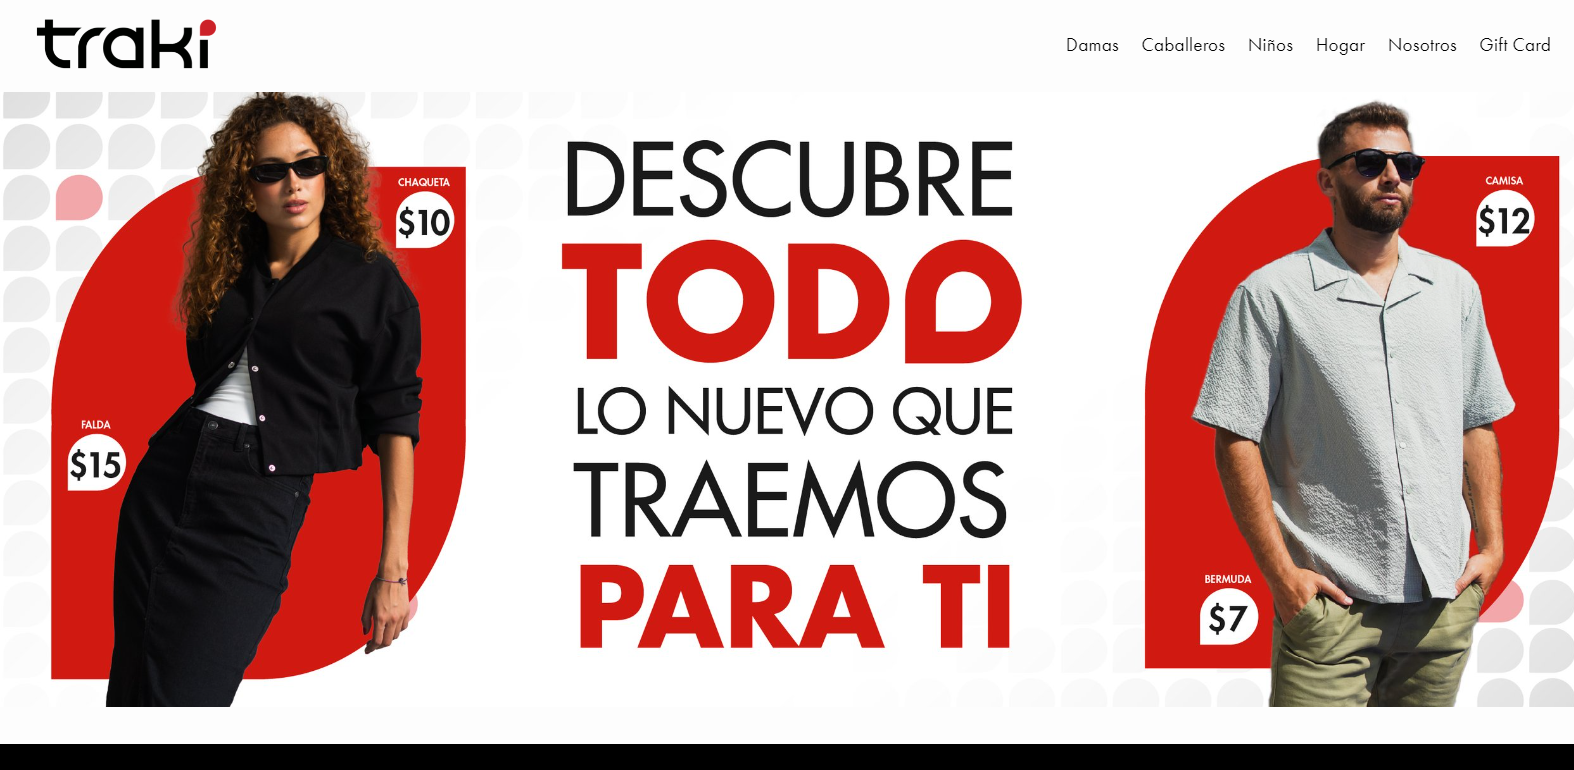 traki
Damas Caballeros Niños Hogar Nosotros Gift Card
CHAQUETA
$10
FALDA
$15
DESCUBRE
TODO
LO NUEVO QUE
TRAEMOS
PARA TI
CAMISA
$12
BERMUDA
$7